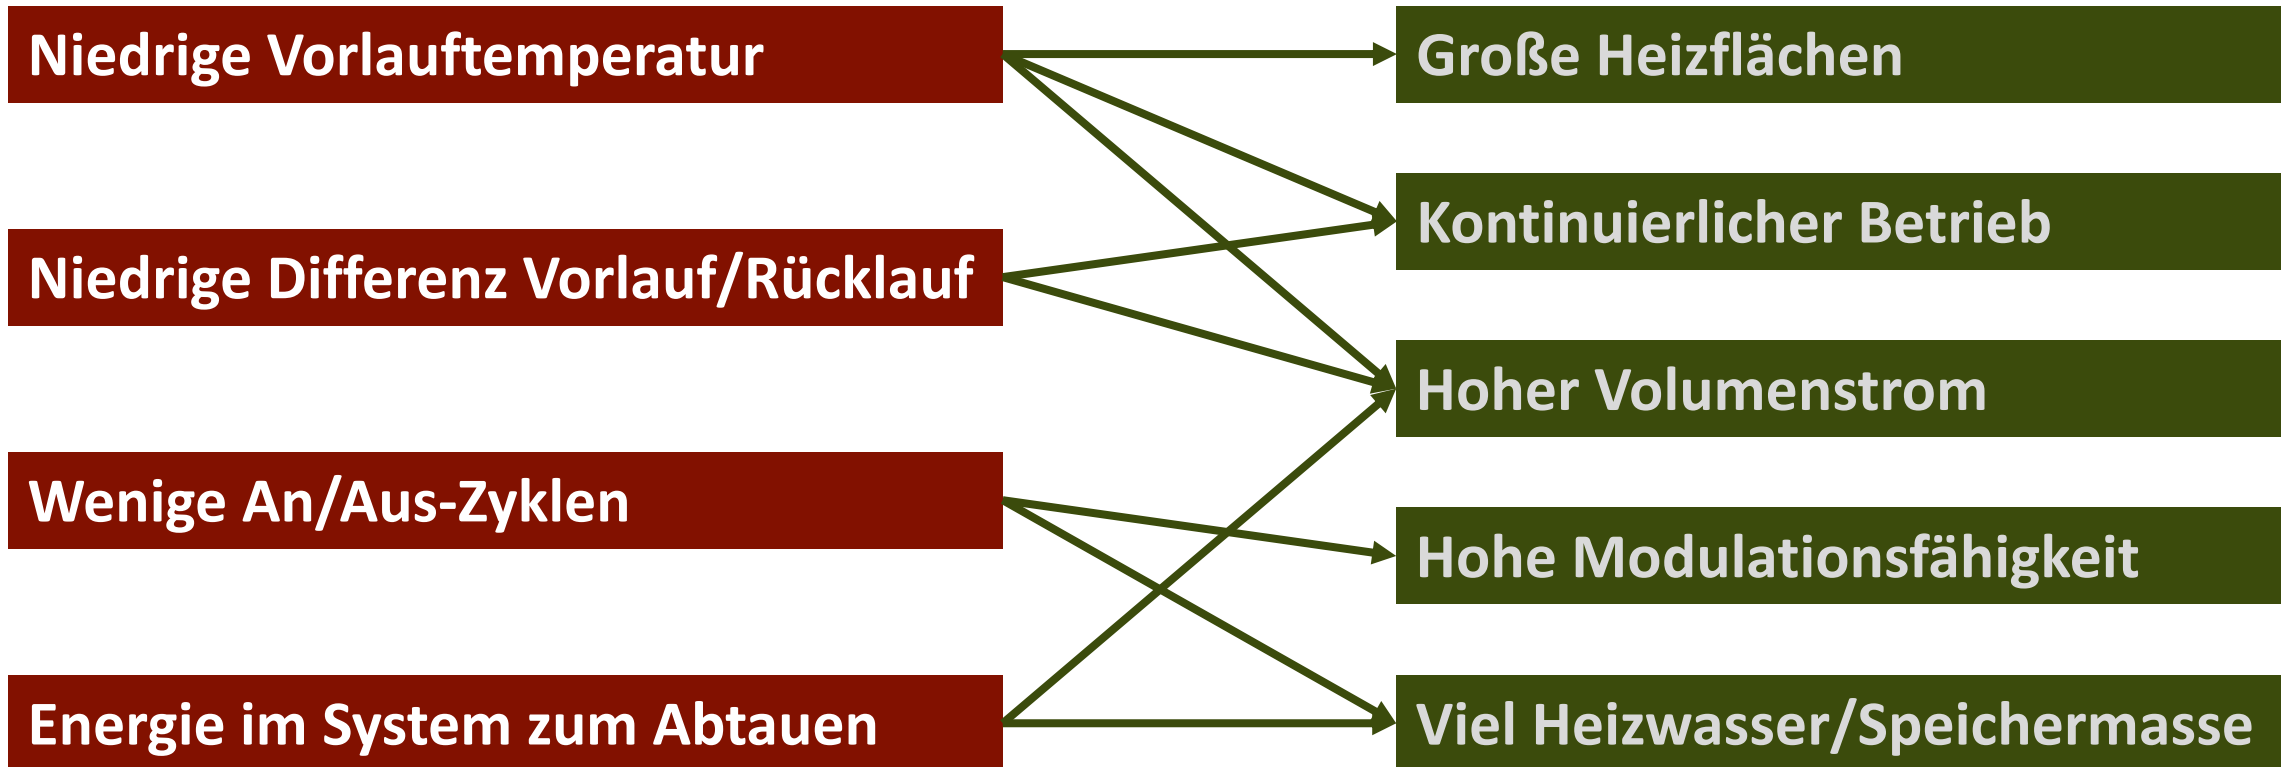 Niedrige Vorlauftemperatur
Niedrige Differenz Vorlauf/Rücklauf
Wenige An/Aus-Zyklen
Energie im System zum Abtauen
Große Heizflächen
Kontinuierlicher Betrieb
Hoher Volumenstrom
Hohe Modulationsfähigkeit
Viel Heizwasser/Speichermasse